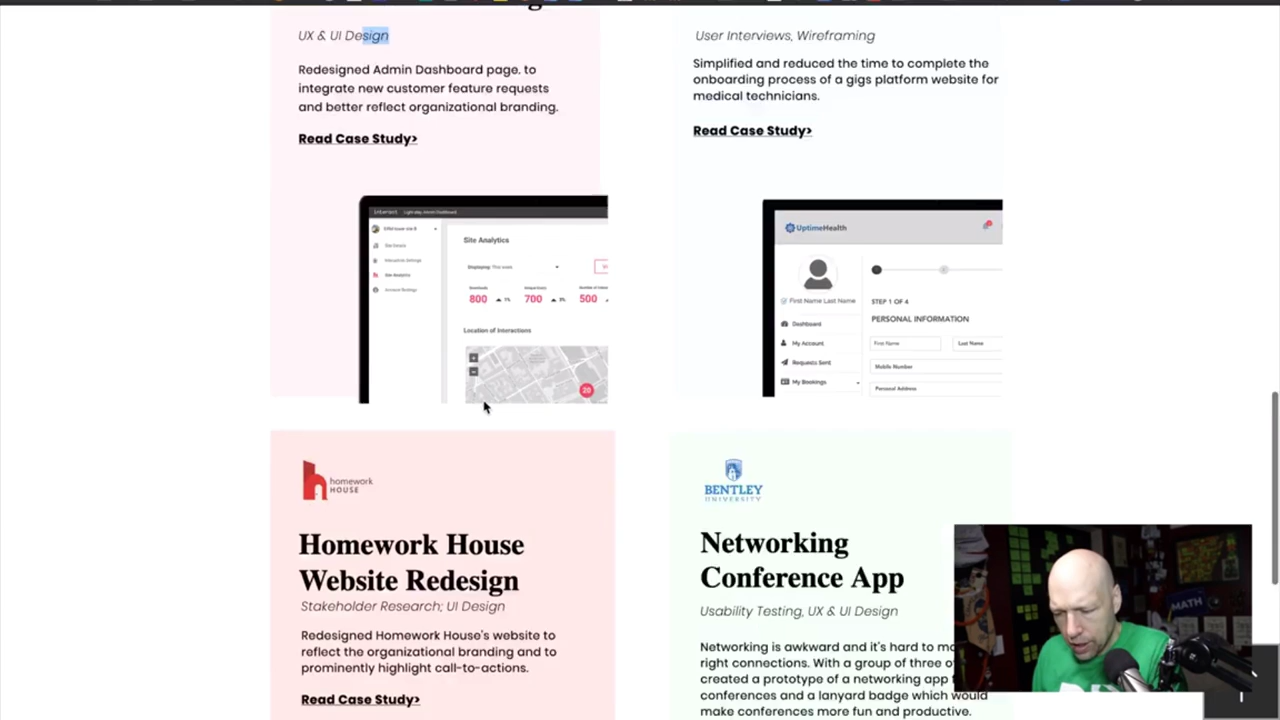 UX & UI Design
Redesigned Admin Dashboard page. to
integrate new customer feature requests
and better reflect organizational branding.
Read Case Study>
User Interviews, Wireframing
Simplified and reduced the time to complete the
onboarding process of a gigs platform website for
medical technicians.
Read Case Study>
Site Analytics
Displaying: This week
800 1%
700 3%
500
Location of Interactions
20
UptimeHealth
First Name Last Name
Dashboard
My Account
Requests Sent
My Bookings
STEP 1 OF 4
PERSONAL INFORMATION
First Name
Last Name
Mobile Number
Personal Address
homework
HOUSE
Homework House
Website Redesign
Stakeholder Research; UI Design
Redesigned Homework House's website to
reflect the organizational branding and to
prominently highlight call-to-actions.
Read Case Study>
BENTLEY
UNIVERSITY
Networking
Conference App
Usability Testing, UX & UI Design
Networking is awkward and it's hard to
right connections. With a group of three
created a prototype of a networking app
conferences and a lanyard badge which would
make conferences more fun and productive.
MATH